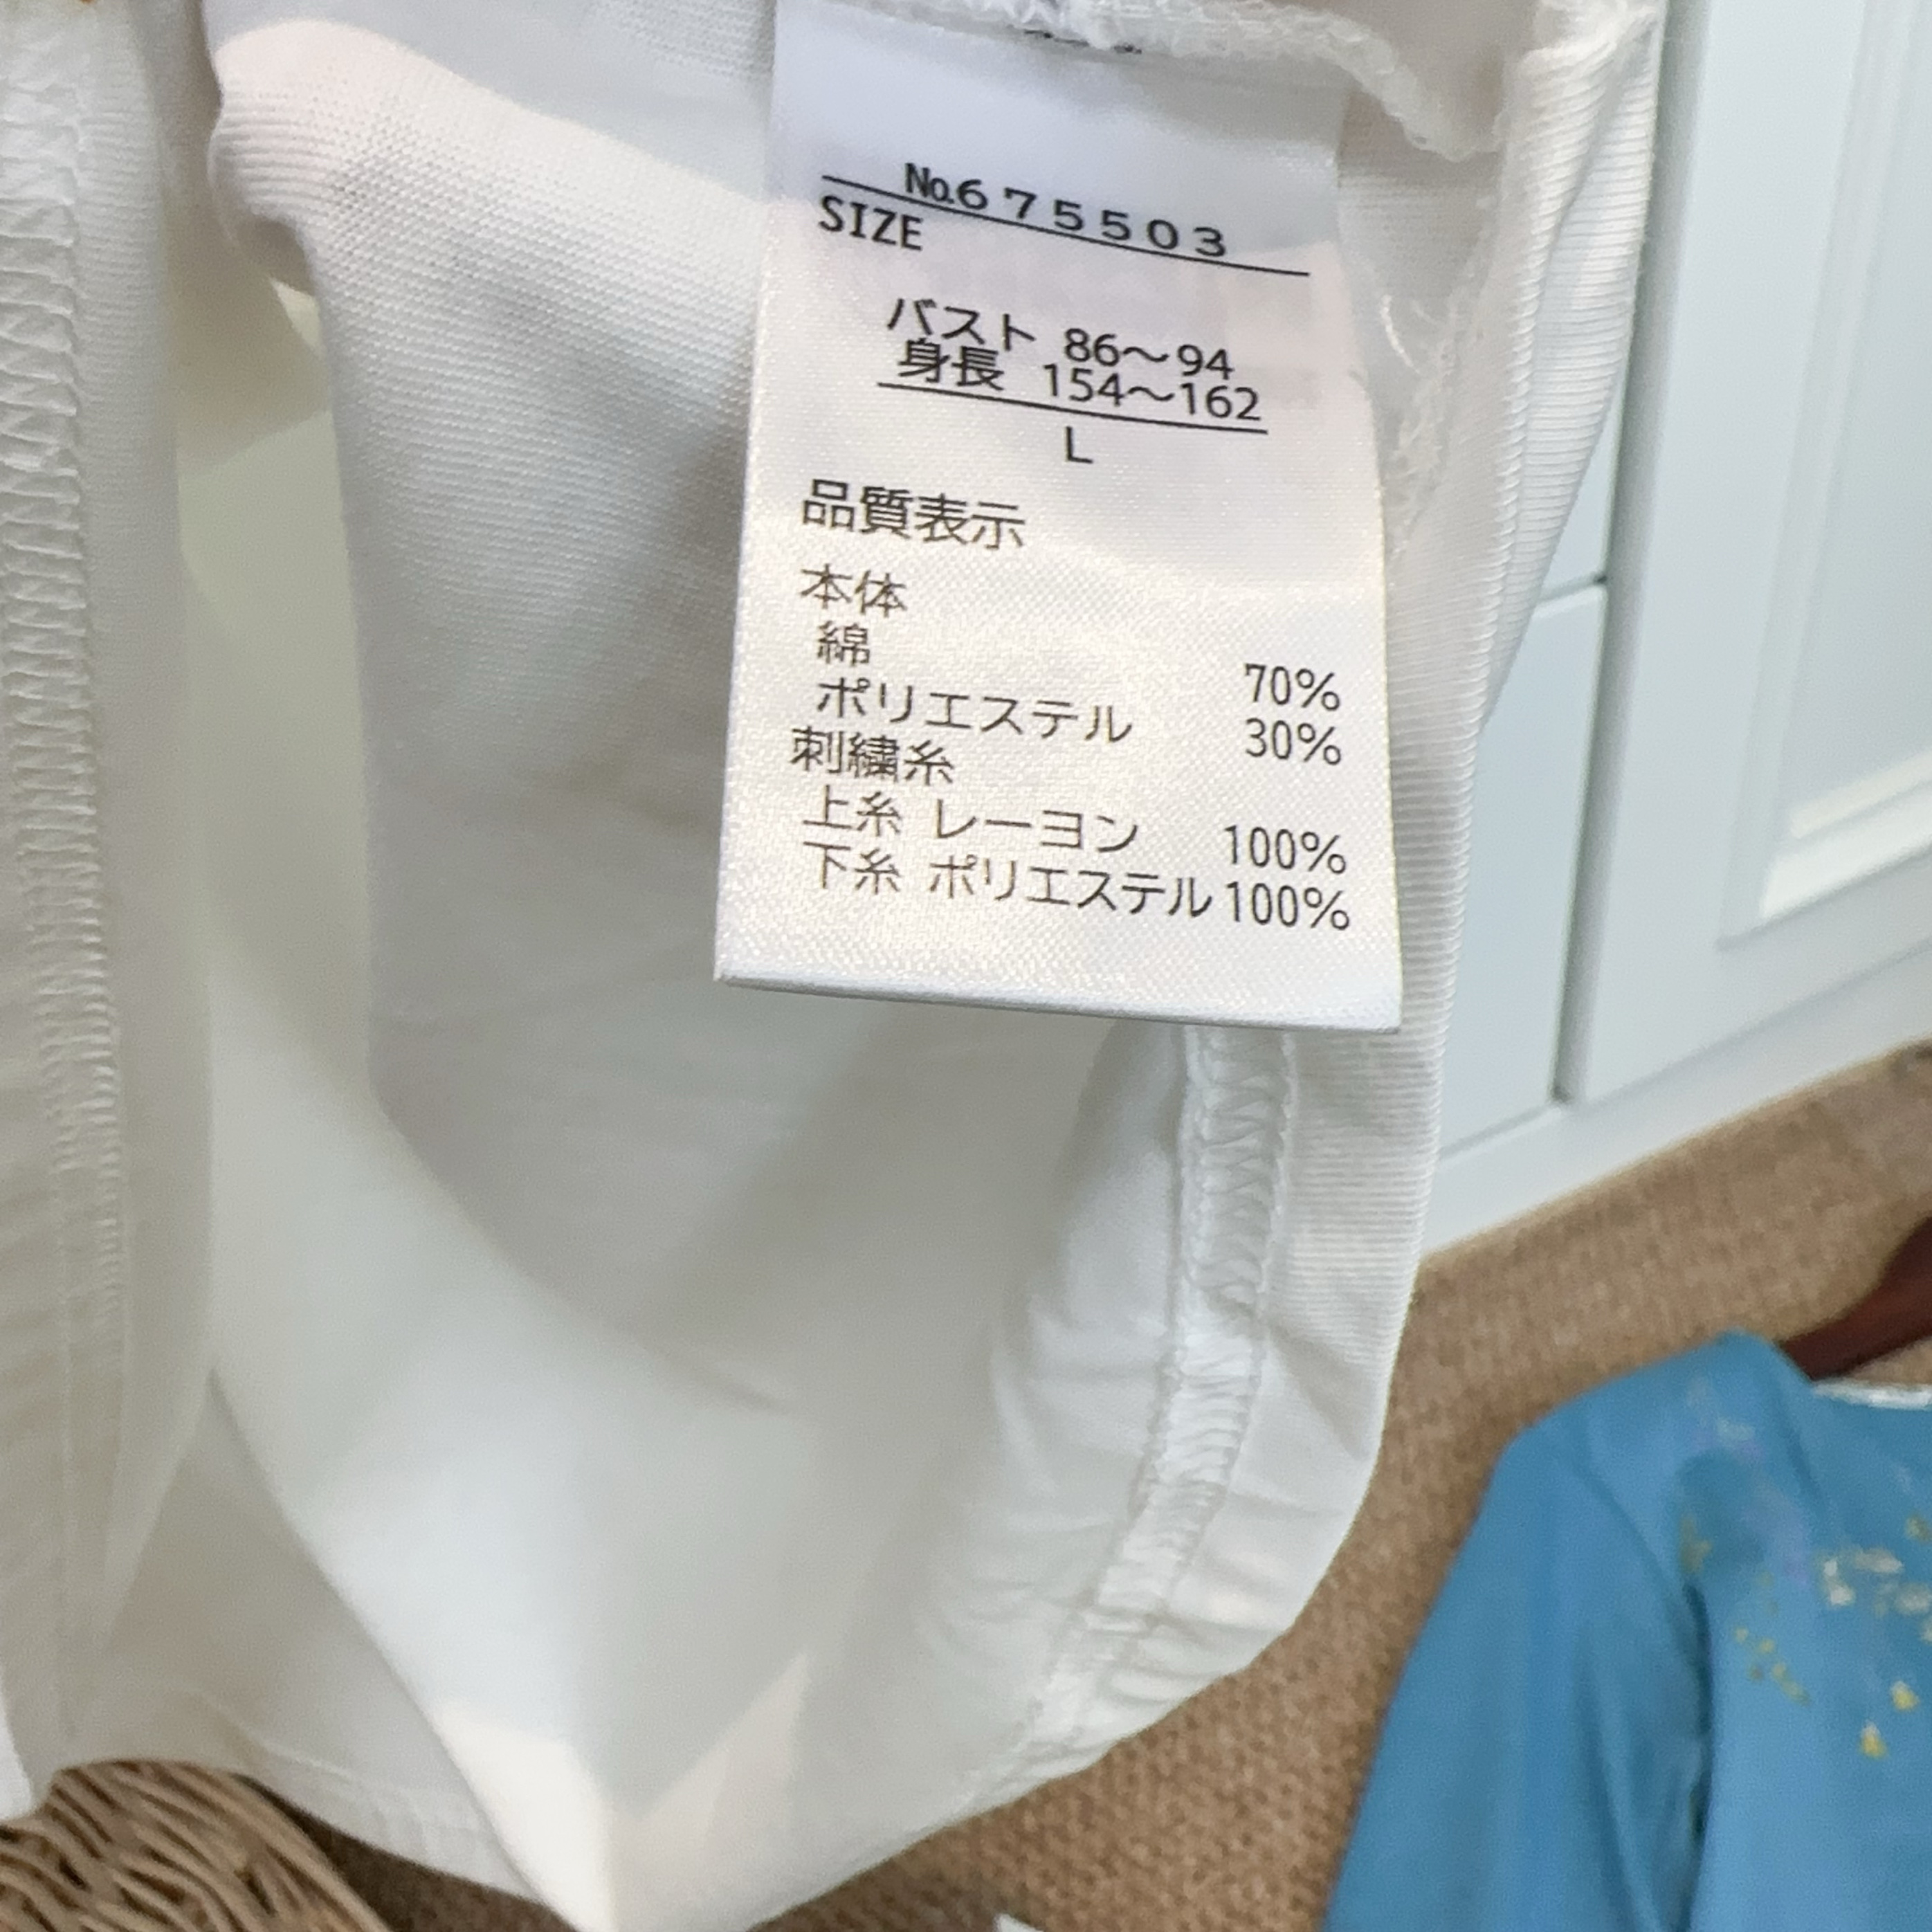 №675503
SIZE
バスト 86～94
身長 154～162
L
品質表示
本体
綿 70%
ポリエステル 30%
刺繍糸
上糸 レーヨン 100%
下糸 ポリエステル 100%